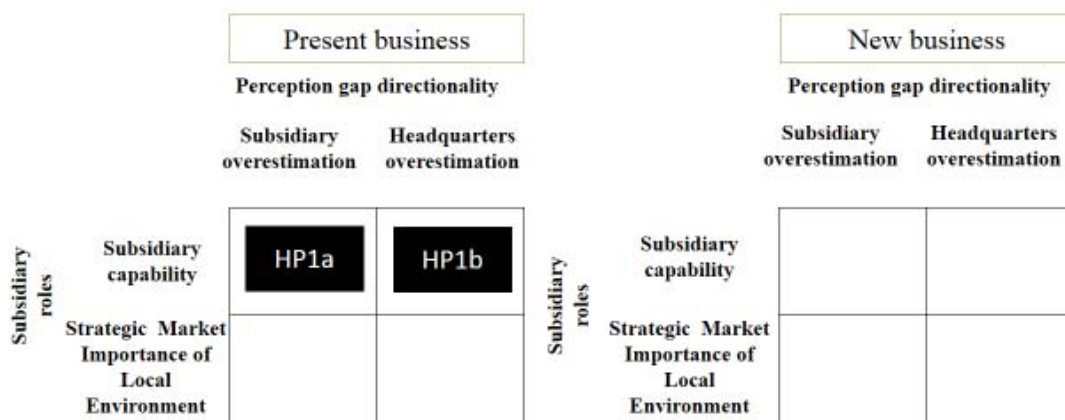 Present business
Perception gap directionality
Subsidiary
overestimation
Headquarters
overestimation
Subsidiary
roles
Subsidiary
capability
HP1a
HP1b
Strategic Market
Importance of
Local
Environment
New business
Perception gap directionality
Subsidiary
overestimation
Headquarters
overestimation
Subsidiary
roles
Subsidiary
capability
Strategic Market
Importance of
Local
Environment